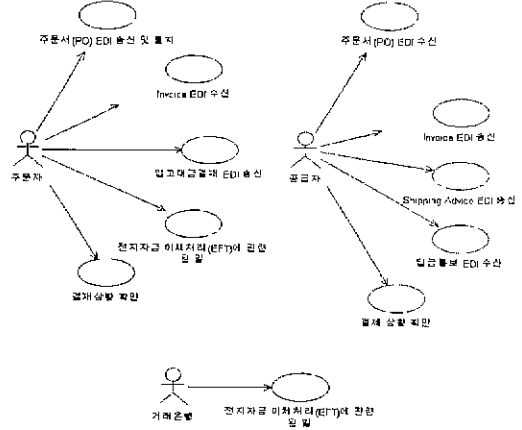 주문서(PO) EDI 송신 및 통지
Invoice EDI 수신
주문자
입고대금결재 EDI 송신
전자자금 이체처리(EFT)에 관한
일
결재상황 확인
주문서(PO) EDI 수신
Invoice EDI 송신
공급자
Shipping Advice EDI 송신
입금통보 EDI 수신
결제 상황 확인
거래은행
전자자금 이체처리(EFT)에 관한
일